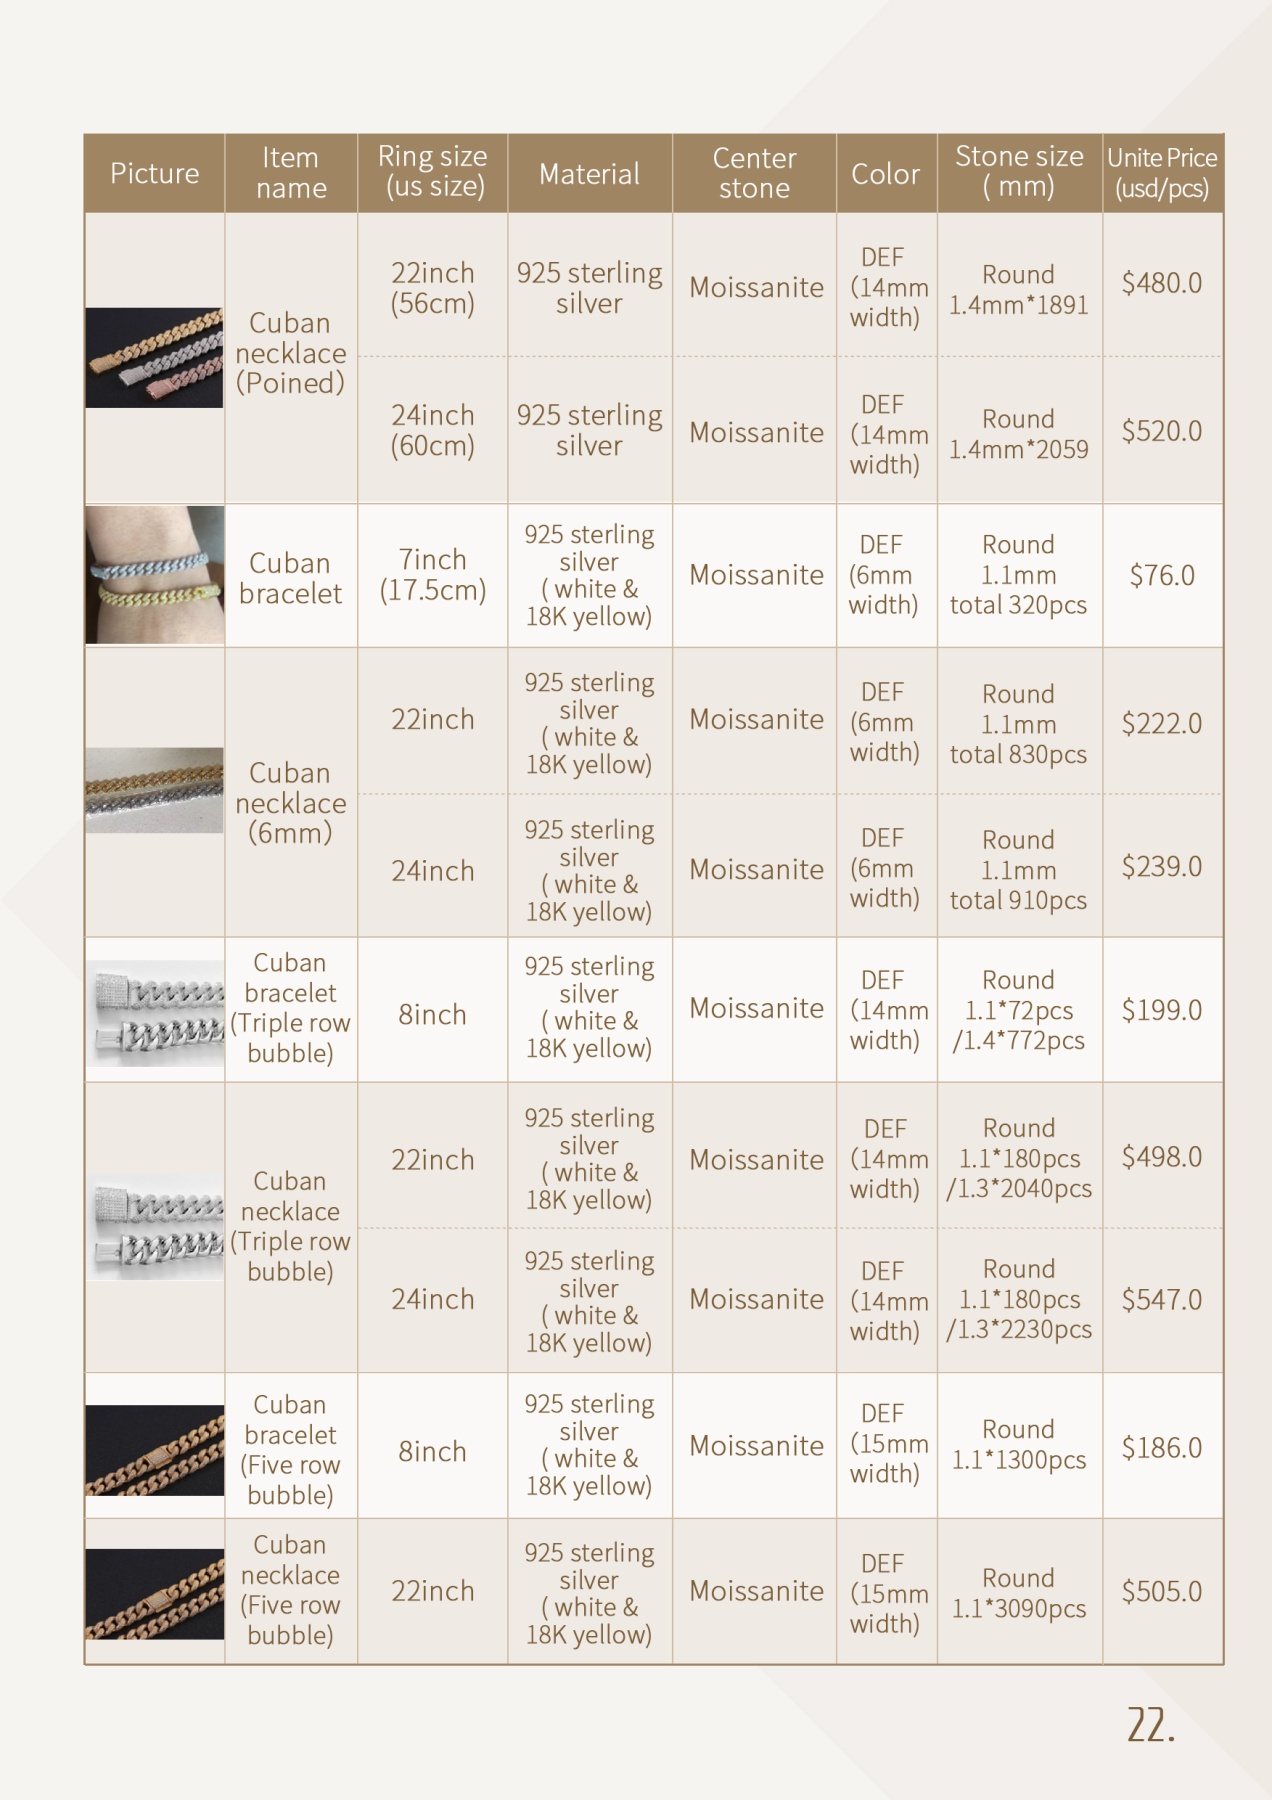 Picture
Item
name
Ring size
(us size)
Material
Center
stone
Color
Stone size
( mm)
Unite Price
(usd/pcs)
Cuban
necklace
(Poined)
22inch
(56cm)
925 sterling
silver
Moissanite
DEF
(14mm
width)
Round
1.4mm*1891
$480.0
24inch
(60cm)
925 sterling
silver
Moissanite
DEF
(14mm
width)
Round
1.4mm*2059
$520.0
Cuban
bracelet
7inch
(17.5cm)
925 sterling
silver
( white &
18K yellow)
Moissanite
DEF
(6mm
width)
Round
1.1mm
total 320pcs
$76.0
Cuban
necklace
(6mm)
22inch
925 sterling
silver
( white &
18K yellow)
Moissanite
DEF
(6mm
width)
Round
1.1mm
total 830pcs
$222.0
24inch
925 sterling
silver
( white &
18K yellow)
Moissanite
DEF
(6mm
width)
Round
1.1mm
total 910pcs
$239.0
Cuban
bracelet
(Triple row
bubble)
8inch
925 sterling
silver
( white &
18K yellow)
Moissanite
DEF
(14mm
width)
Round
1.1*72pcs
/1.4*772pcs
$199.0
Cuban
necklace
(Triple row
bubble)
22inch
925 sterling
silver
( white &
18K yellow)
Moissanite
DEF
(14mm
width)
Round
1.1*180pcs
/1.3*2040pcs
$498.0
24inch
925 sterling
silver
( white &
18K yellow)
Moissanite
DEF
(14mm
width)
Round
1.1*180pcs
/1.3*2230pcs
$547.0
Cuban
bracelet
(Five row
bubble)
8inch
925 sterling
silver
( white &
18K yellow)
Moissanite
DEF
(15mm
width)
Round
1.1*1300pcs
$186.0
Cuban
necklace
(Five row
bubble)
22inch
925 sterling
silver
( white &
18K yellow)
Moissanite
DEF
(15mm
width)
Round
1.1*3090pcs
$505.0
22.